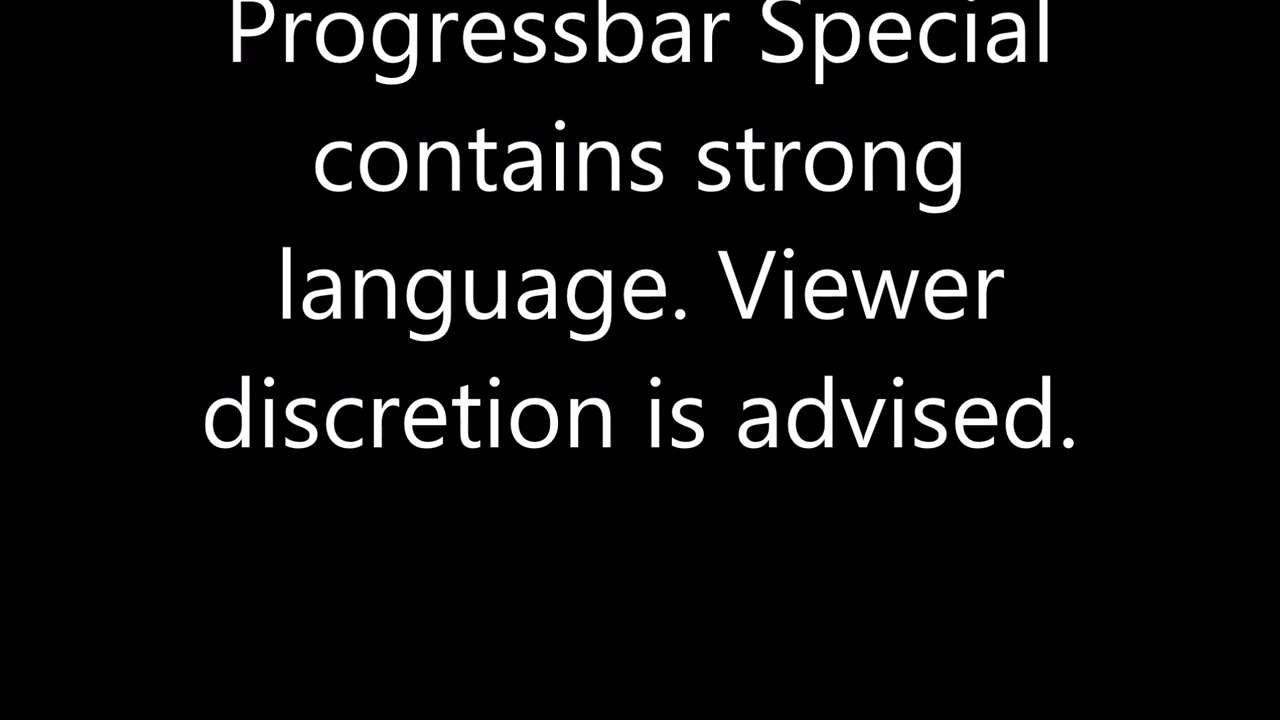 Progressbar Special
contains strong
language. Viewer
discretion is advised.